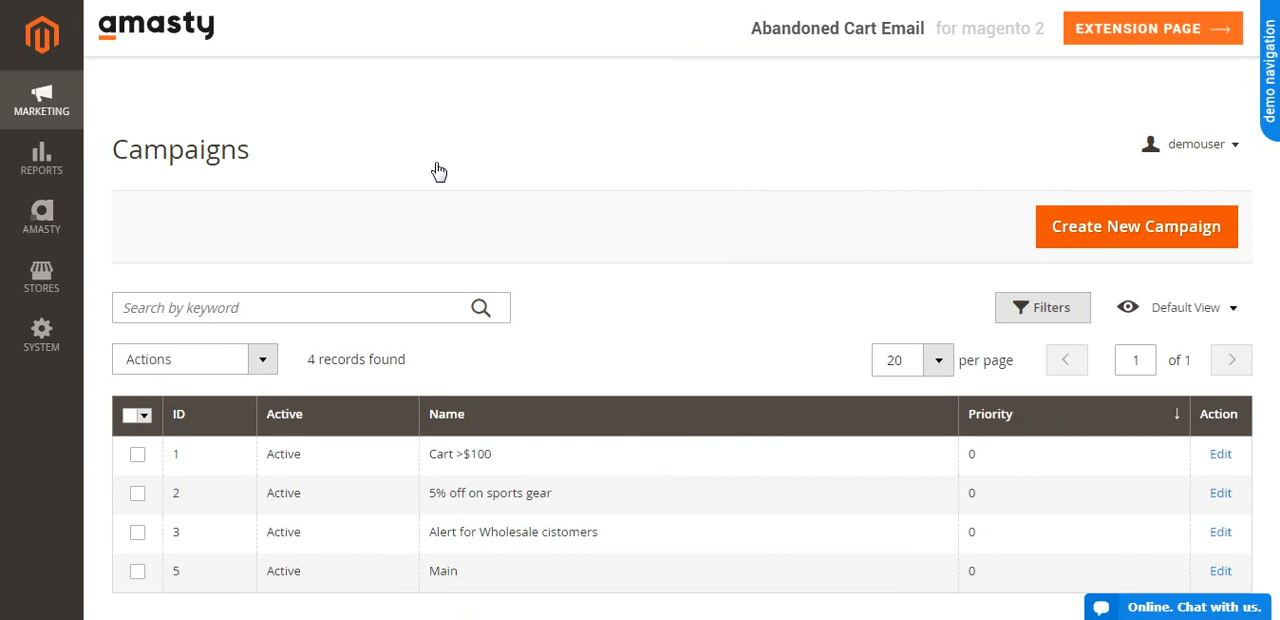 amasty
Abandoned Cart Email for magento 2
EXTENSION PAGE
demo navigation
MARKETING
REPORTS
AMASTY
STORES
SYSTEM
Campaigns
demouser
Create New Campaign
Search by keyword
Filters
Default View
Actions
4 records found
20 per page
1 of 1
ID Active Name Priority Action
1 Active Cart >$100 0 Edit
2 Active 5% off on sports gear 0 Edit
3 Active Alert for Wholesale cistomers 0 Edit
5 Active Main 0 Edit
Online. Chat with us.